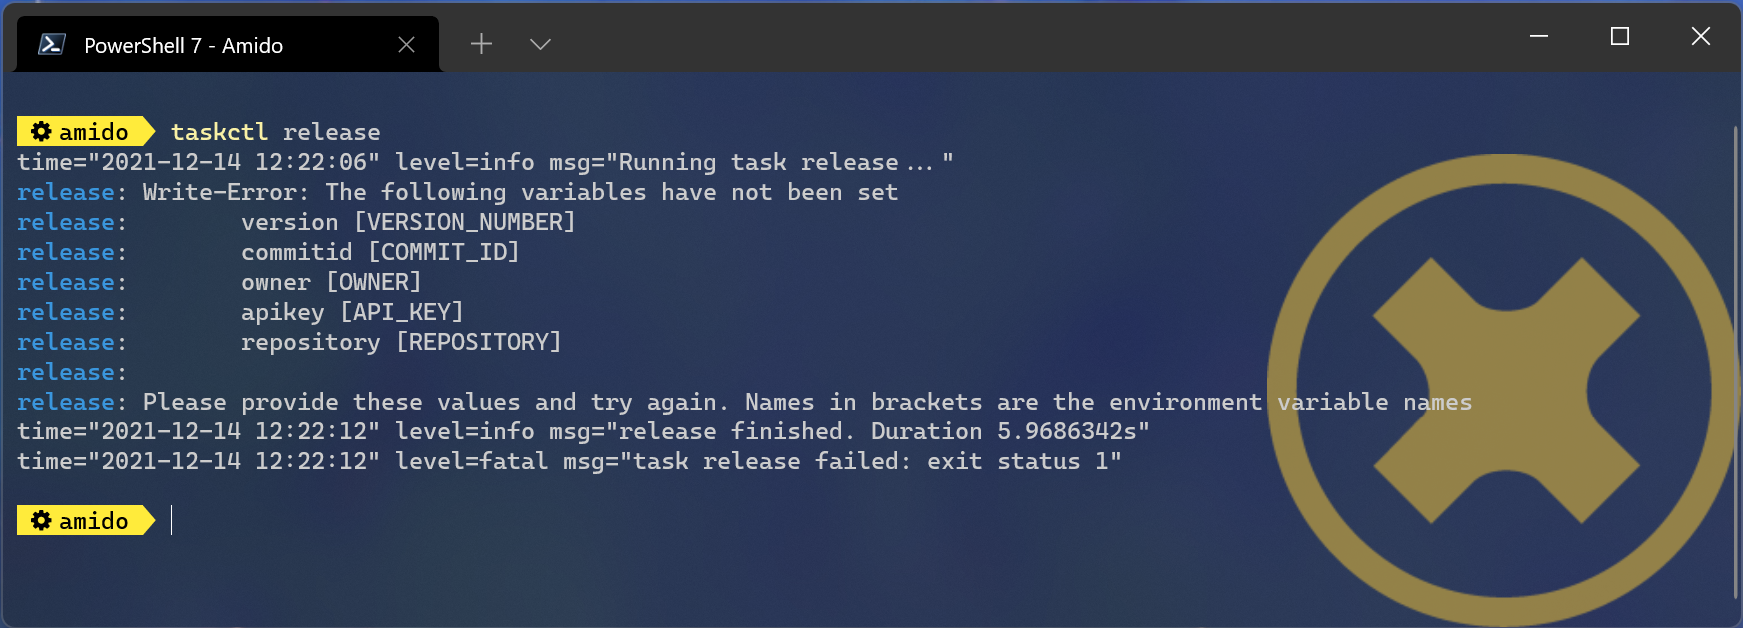 PowerShell 7 - Amido
amido taskctl release
time="2021-12-14 12:22:06" level=info msg="Running task release..."
release: Write-Error: The following variables have not been set
release:        version [VERSION_NUMBER]
release:        commitid [COMMIT_ID]
release:        owner [OWNER]
release:        apikey [API_KEY]
release:        repository [REPOSITORY]
release:
release: Please provide these values and try again. Names in brackets are the environment variable names
time="2021-12-14 12:22:12" level=info msg="release finished. Duration 5.9686342s"
time="2021-12-14 12:22:12" level=fatal msg="task release failed: exit status 1"
amido